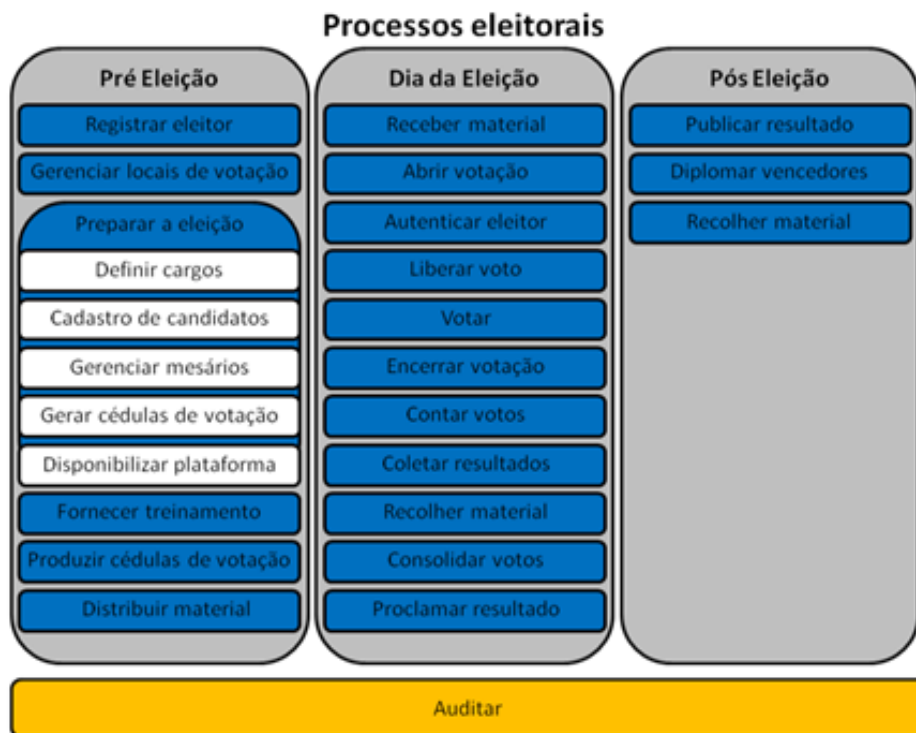 Processos eleitorais
Pré Eleição
Registrar eleitor
Gerenciar locais de votação
Preparar a eleição
Definir cargos
Cadastro de candidatos
Gerenciar mesários
Gerar cédulas de votação
Disponibilizar plataforma
Fornecer treinamento
Produzir cédulas de votação
Distribuir material
Dia da Eleição
Receber material
Abrir votação
Autenticar eleitor
Liberar voto
Votar
Encerrar votação
Contar votos
Coletar resultados
Recolher material
Consolidar votos
Proclamar resultado
Pós Eleição
Publicar resultado
Diplomar vencedores
Recolher material
Auditar